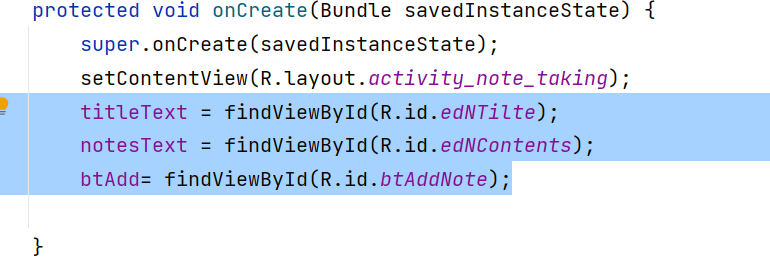 protected void onCreate(Bundle savedInstanceState) {
super.onCreate(savedInstanceState);
setContentView(R.layout.activity_note_taking);
titleText = findViewById(R.id.edNTilte);
notesText = findViewById(R.id.edNContents);
btAdd= findViewById(R.id.btAddNote);
}